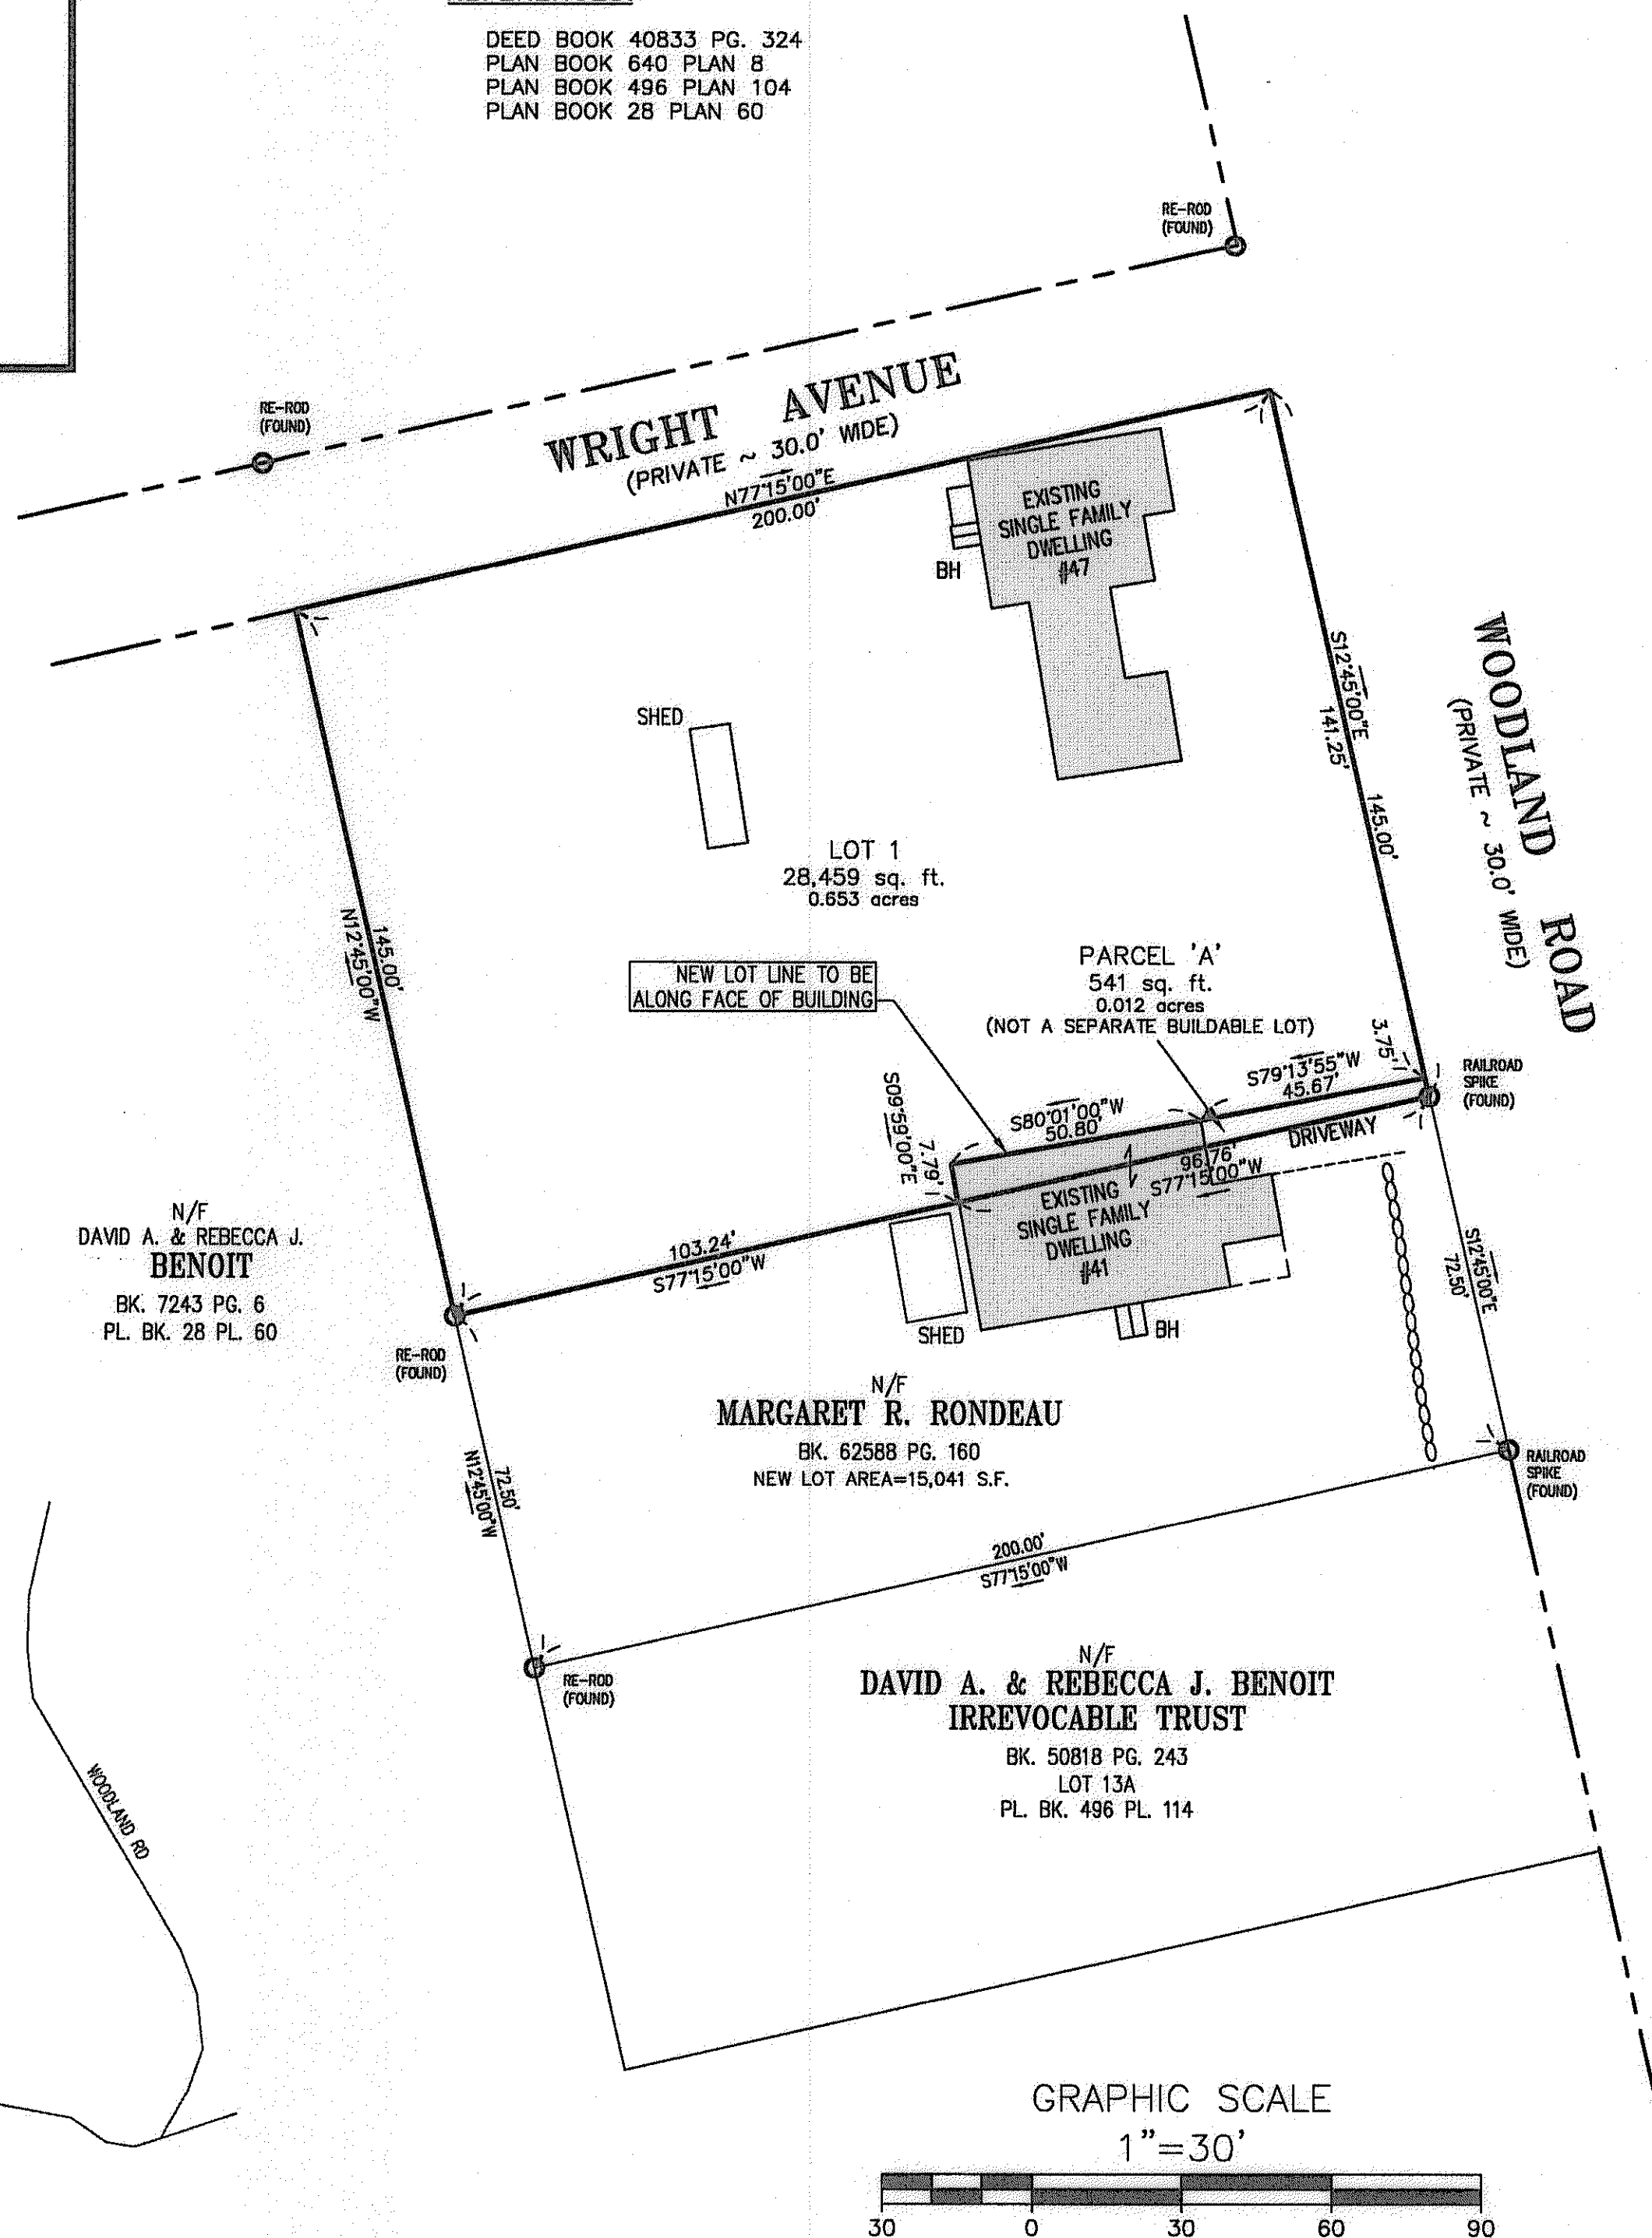 DEED BOOK 40833 PG. 324
PLAN BOOK 640 PLAN 8
PLAN BOOK 496 PLAN 104
PLAN BOOK 28 PLAN 60
RE-ROD
(FOUND)
RE-ROD
(FOUND)
WRIGHT AVENUE
(PRIVATE ~ 30.0' WIDE)
N77°15'00"E
200.00'
EXISTING
SINGLE FAMILY
DWELLING
#47
BH
SHED
S12°45'00"E
141.25'
145.00'
WOODLAND ROAD
(PRIVATE ~ 30.0' WIDE)
LOT 1
28,459 sq. ft.
0.653 acres
145.00'
N12°45'00"W
NEW LOT LINE TO BE
ALONG FACE OF BUILDING
PARCEL 'A'
541 sq. ft.
0.012 acres
(NOT A SEPARATE BUILDABLE LOT)
3.75'
S79°13'55"W
45.67'
RAILROAD
SPIKE
(FOUND)
S09°59'00"E
7.79'
S80°01'00"W
50.80'
DRIVEWAY
96.76'
S77°15'00"W
EXISTING
SINGLE FAMILY
DWELLING
#41
N/F
DAVID A. & REBECCA J.
BENOIT
BK. 7243 PG. 6
PL. BK. 28 PL. 60
103.24'
S77°15'00"W
SHED
BH
S12°45'00"E
72.50'
RE-ROD
(FOUND)
N/F
MARGARET R. RONDEAU
BK. 62588 PG. 160
NEW LOT AREA=15,041 S.F.
RAILROAD
SPIKE
(FOUND)
72.50'
N12°45'00"W
200.00'
S77°15'00"W
RE-ROD
(FOUND)
N/F
DAVID A. & REBECCA J. BENOIT
IRREVOCABLE TRUST
BK. 50818 PG. 243
LOT 13A
PL. BK. 496 PL. 114
WOODLAND RD
GRAPHIC SCALE
1"=30'
30 0 30 60 90